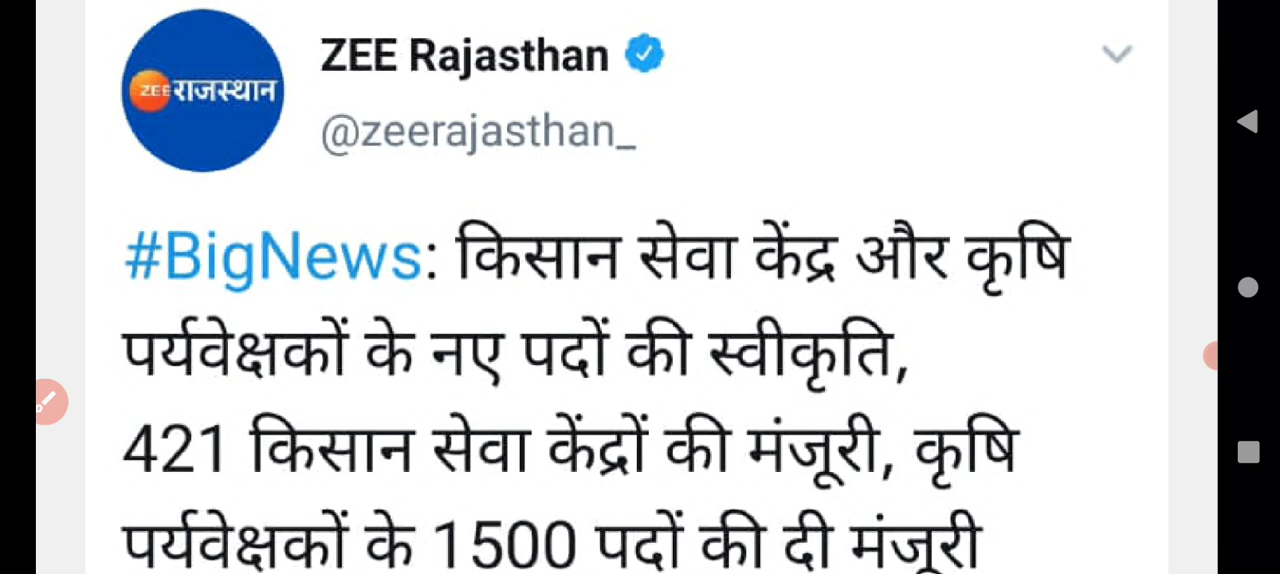 ZEE राजस्थान
ZEE Rajasthan
@zeerajasthan_
#BigNews: किसान सेवा केंद्र और कृषि
पर्यवेक्षकों के नए पदों की स्वीकृति,
421 किसान सेवा केंद्रों की मंजूरी, कृषि
पर्यवेक्षकों के 1500 पदों की दी मंजूरी